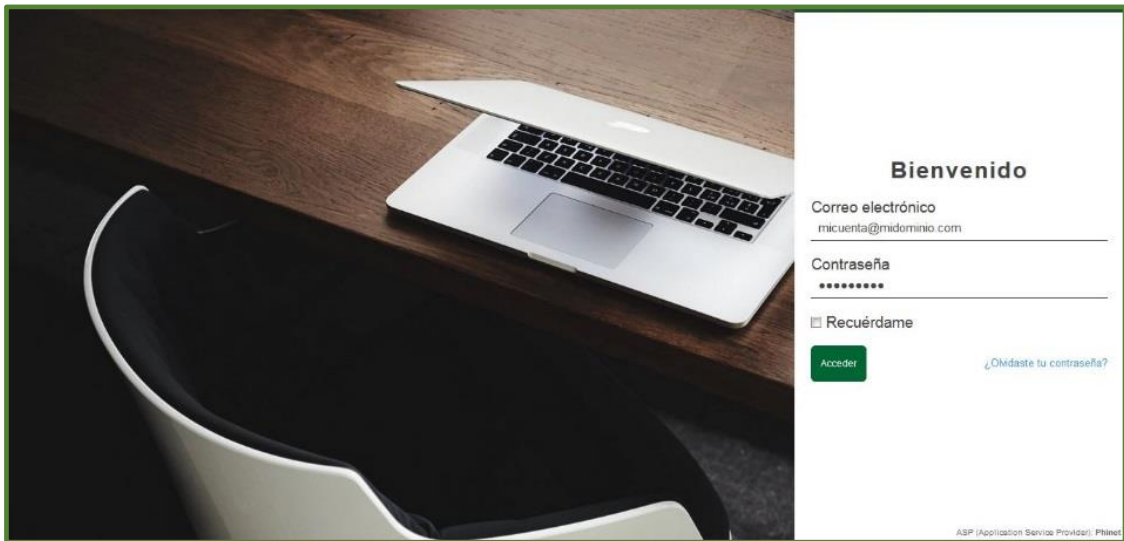 Bienvenido
Correo electrónico
micuenta@midominio.com
Contraseña
•••••••••
Recuérdame
Acceder
¿Olvidaste tu contraseña?
ASP (Application Service Provider): Phinet